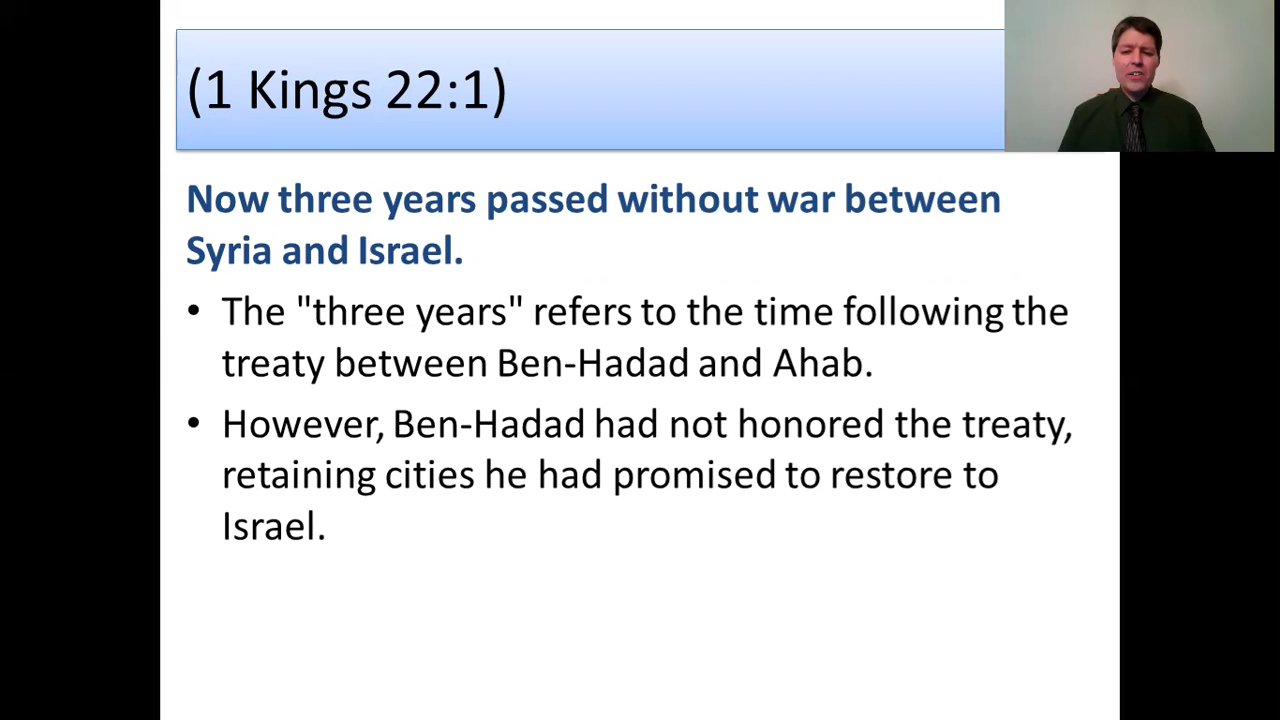 (1 Kings 22:1)
Now three years passed without war between
Syria and Israel.
• The "three years" refers to the time following the
treaty between Ben-Hadad and Ahab.
• However, Ben-Hadad had not honored the treaty,
retaining cities he had promised to restore to
Israel.